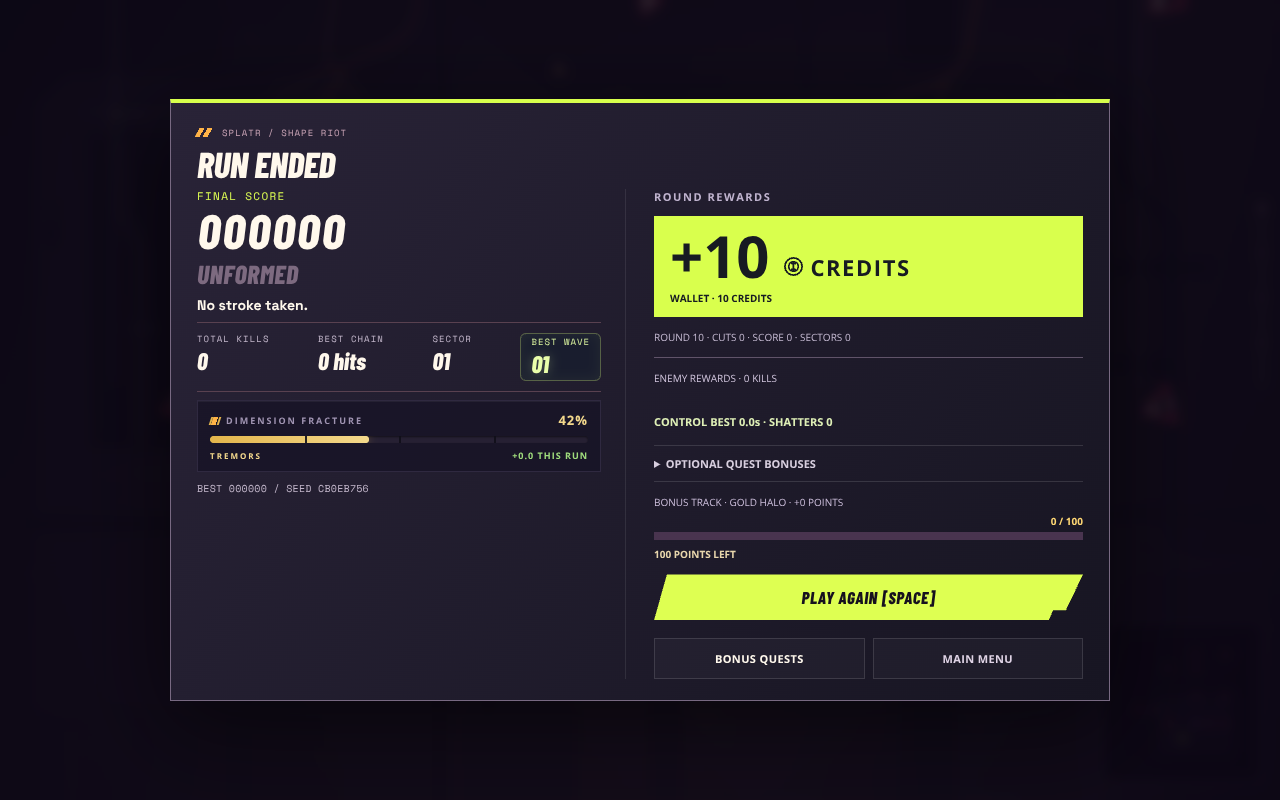 SPLATR / SHAPE RIOT
RUN ENDED
FINAL SCORE
000000
UNFORMED
No stroke taken.
TOTAL KILLS
0
BEST CHAIN
0 hits
SECTOR
01
BEST WAVE
01
DIMENSION FRACTURE
42%
TREMORS
+0.0 THIS RUN
BEST 000000 / SEED CB0EB756
ROUND REWARDS
+10 CREDITS
WALLET · 10 CREDITS
ROUND 10 · CUTS 0 · SCORE 0 · SECTORS 0
ENEMY REWARDS · 0 KILLS
CONTROL BEST 0.0s · SHATTERS 0
OPTIONAL QUEST BONUSES
BONUS TRACK · GOLD HALO · +0 POINTS
0 / 100
100 POINTS LEFT
PLAY AGAIN [SPACE]
BONUS QUESTS
MAIN MENU